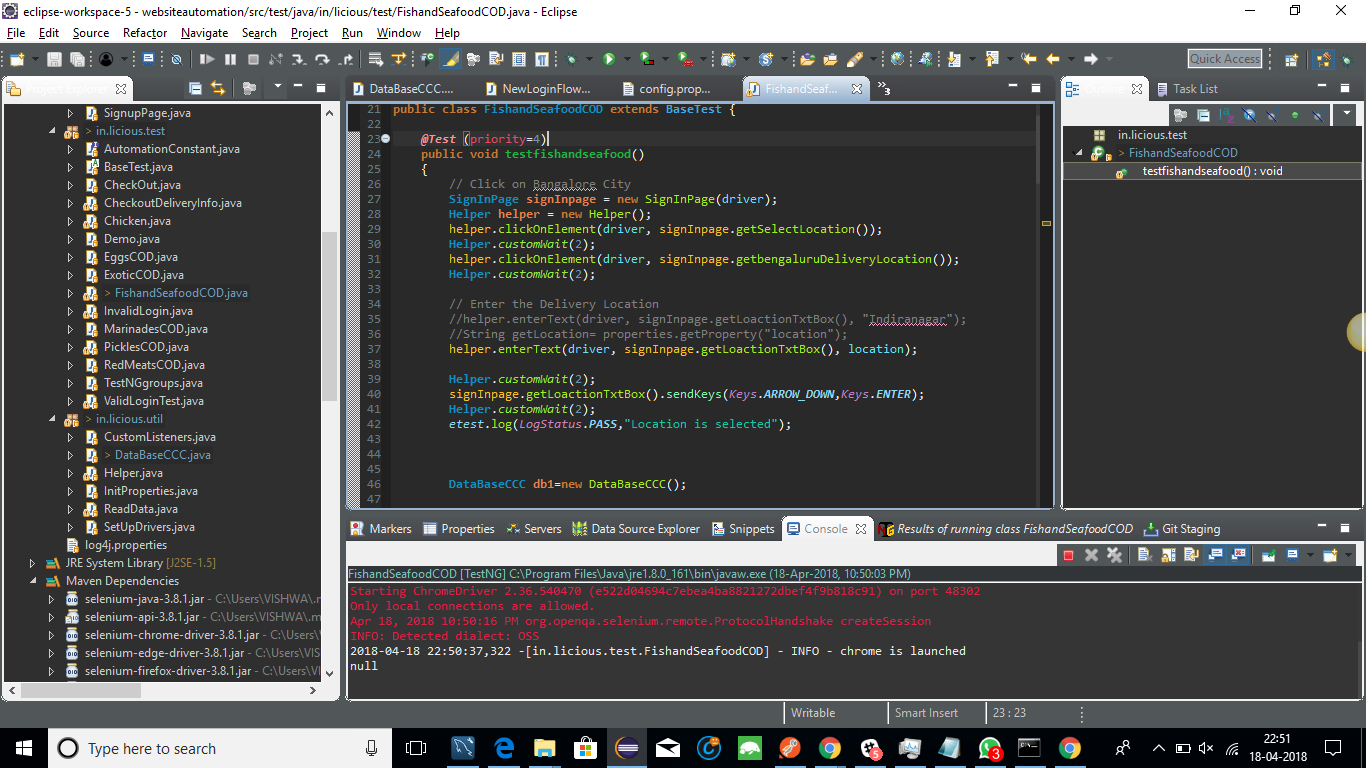 eclipse-workspace-5 - websiteautomation/src/test/java/in/licious/test/FishandSeafoodCOD.java - Eclipse
File Edit Source Refactor Navigate Search Project Run Window Help
Quick Access
Project Explorer
SignupPage.java
> in.licious.test
AutomationConstant.java
BaseTest.java
CheckOut.java
CheckoutDeliveryInfo.java
Chicken.java
Demo.java
EggsCOD.java
ExoticCOD.java
> FishandSeafoodCOD.java
InvalidLogin.java
MarinadesCOD.java
PicklesCOD.java
RedMeatsCOD.java
TestNGgroups.java
ValidLoginTest.java
> in.licious.util
CustomListeners.java
> DataBaseCCC.java
Helper.java
InitProperties.java
ReadData.java
SetUpDrivers.java
log4j.properties
JRE System Library [J2SE-1.5]
Maven Dependencies
selenium-java-3.8.1.jar - C:\Users\VISHWA\.m
selenium-api-3.8.1.jar - C:\Users\VISHWA\.m
selenium-chrome-driver-3.8.1.jar - C:\Users
selenium-edge-driver-3.8.1.jar - C:\Users\VI
selenium-firefox-driver-3.8.1.jar - C:\Users\VIS
DataBaseCCC.... NewLoginFlow... config.prop... FishandSeaf... 3
21 public class FishandSeafoodCOD extends BaseTest {
22
23 @Test (priority=4)
24 public void testfishandseafood()
25 {
26 // Click on Bangalore City
27 SignInPage signInpage = new SignInPage(driver);
28 Helper helper = new Helper();
29 helper.clickOnElement(driver, signInpage.getSelectLocation());
30 Helper.customWait(2);
31 helper.clickOnElement(driver, signInpage.getbengaluruDeliveryLocation());
32 Helper.customWait(2);
33
34 // Enter the Delivery Location
35 //helper.enterText(driver, signInpage.getLoactionTxtBox(), "Indiranagar");
36 //String getLocation= properties.getProperty("location");
37 helper.enterText(driver, signInpage.getLoactionTxtBox(), location);
38
39 Helper.customWait(2);
40 signInpage.getLoactionTxtBox().sendKeys(Keys.ARROW_DOWN,Keys.ENTER);
41 Helper.customWait(2);
42 etest.log(LogStatus.PASS,"Location is selected");
43
44
45
46 DataBaseCCC db1=new DataBaseCCC();
47
Outline Task List
in.licious.test
> FishandSeafoodCOD
testfishandseafood() : void
Markers Properties Servers Data Source Explorer Snippets Console Results of running class FishandSeafoodCOD Git Staging
FishandSeafoodCOD [TestNG] C:\Program Files\Java\jre1.8.0_161\bin\javaw.exe (18-Apr-2018, 10:50:03 PM)
Starting ChromeDriver 2.36.540470 (e522d04694c7ebea4ba8821272dbef4f9b818c91) on port 48302
Only local connections are allowed.
Apr 18, 2018 10:50:16 PM org.openqa.selenium.remote.ProtocolHandshake createSession
INFO: Detected dialect: OSS
2018-04-18 22:50:37,322 -[in.licious.test.FishandSeafoodCOD] - INFO - chrome is launched
null
Writable Smart Insert 23 : 23
Type here to search
5
3
22:51
18-04-2018